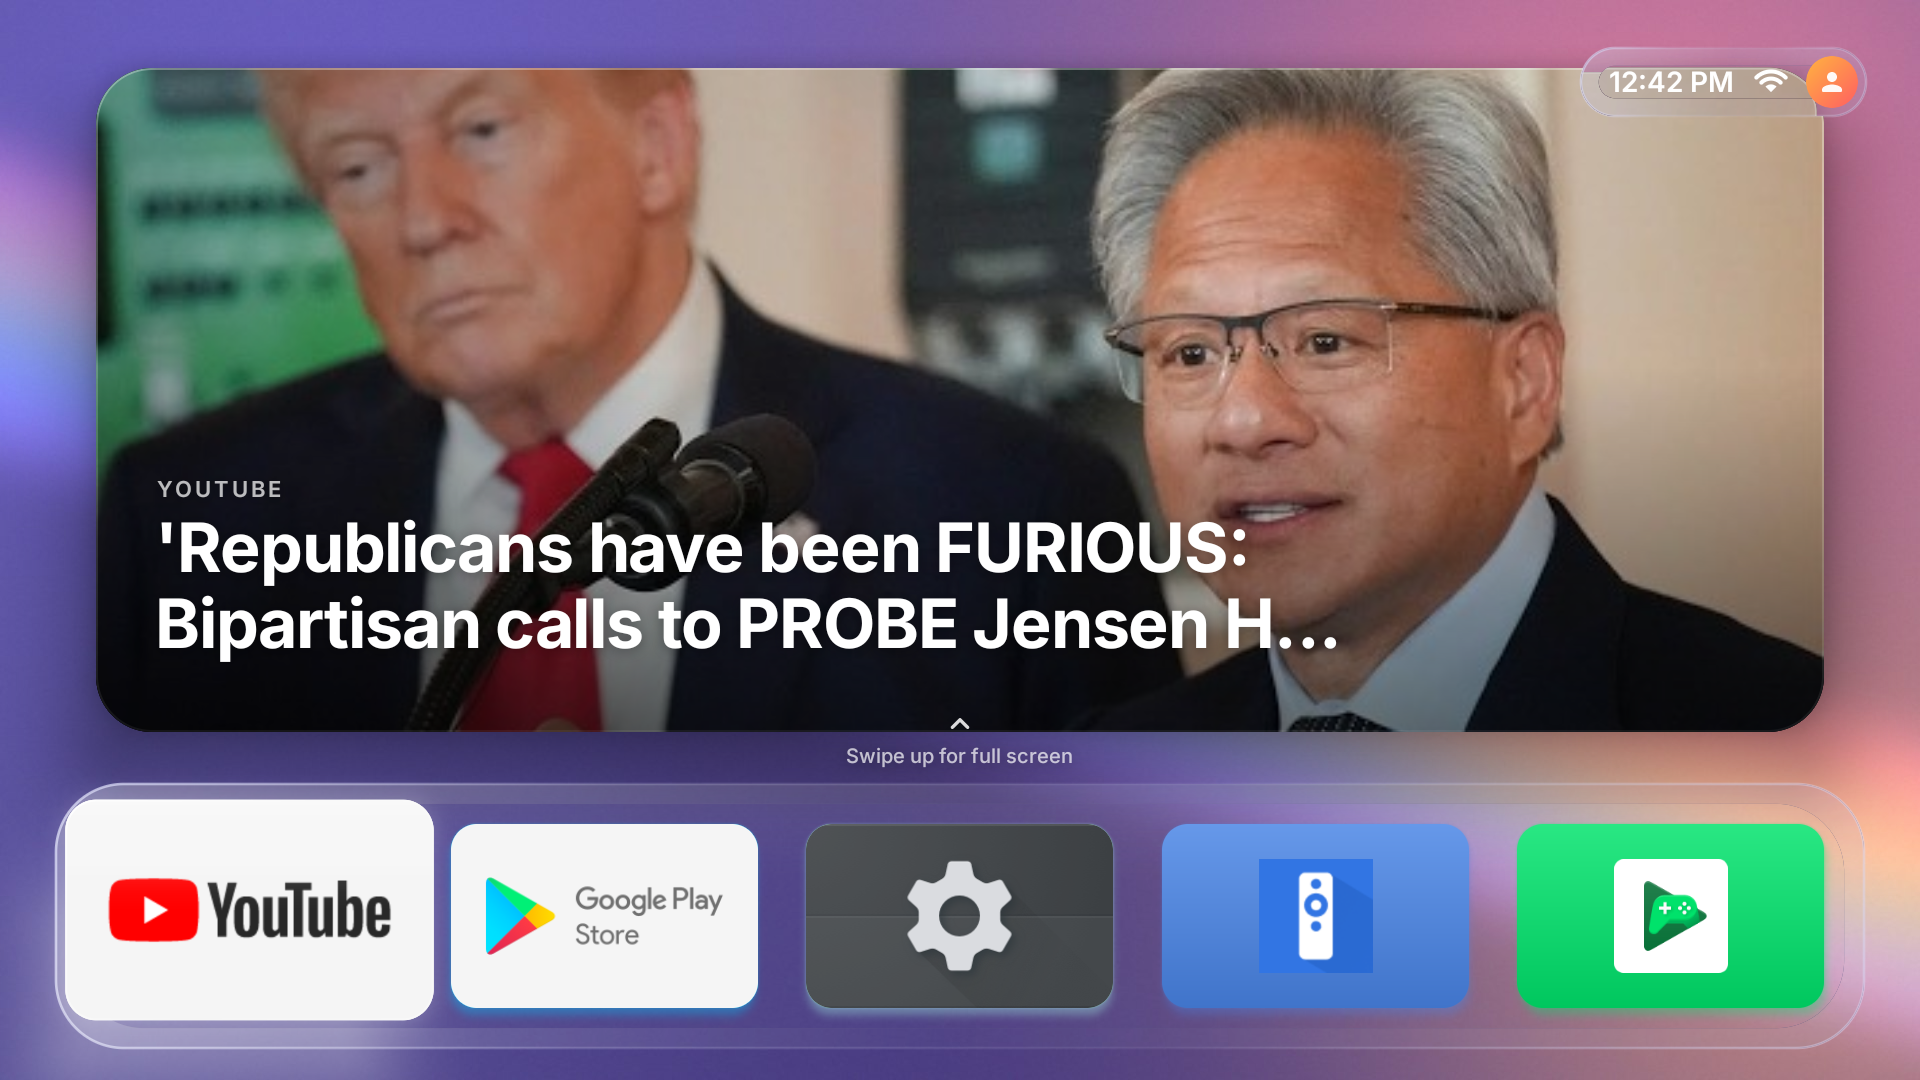 12:42 PM
YOUTUBE
'Republicans have been FURIOUS:
Bipartisan calls to PROBE Jensen H...
Swipe up for full screen
YouTube
Google Play
Store